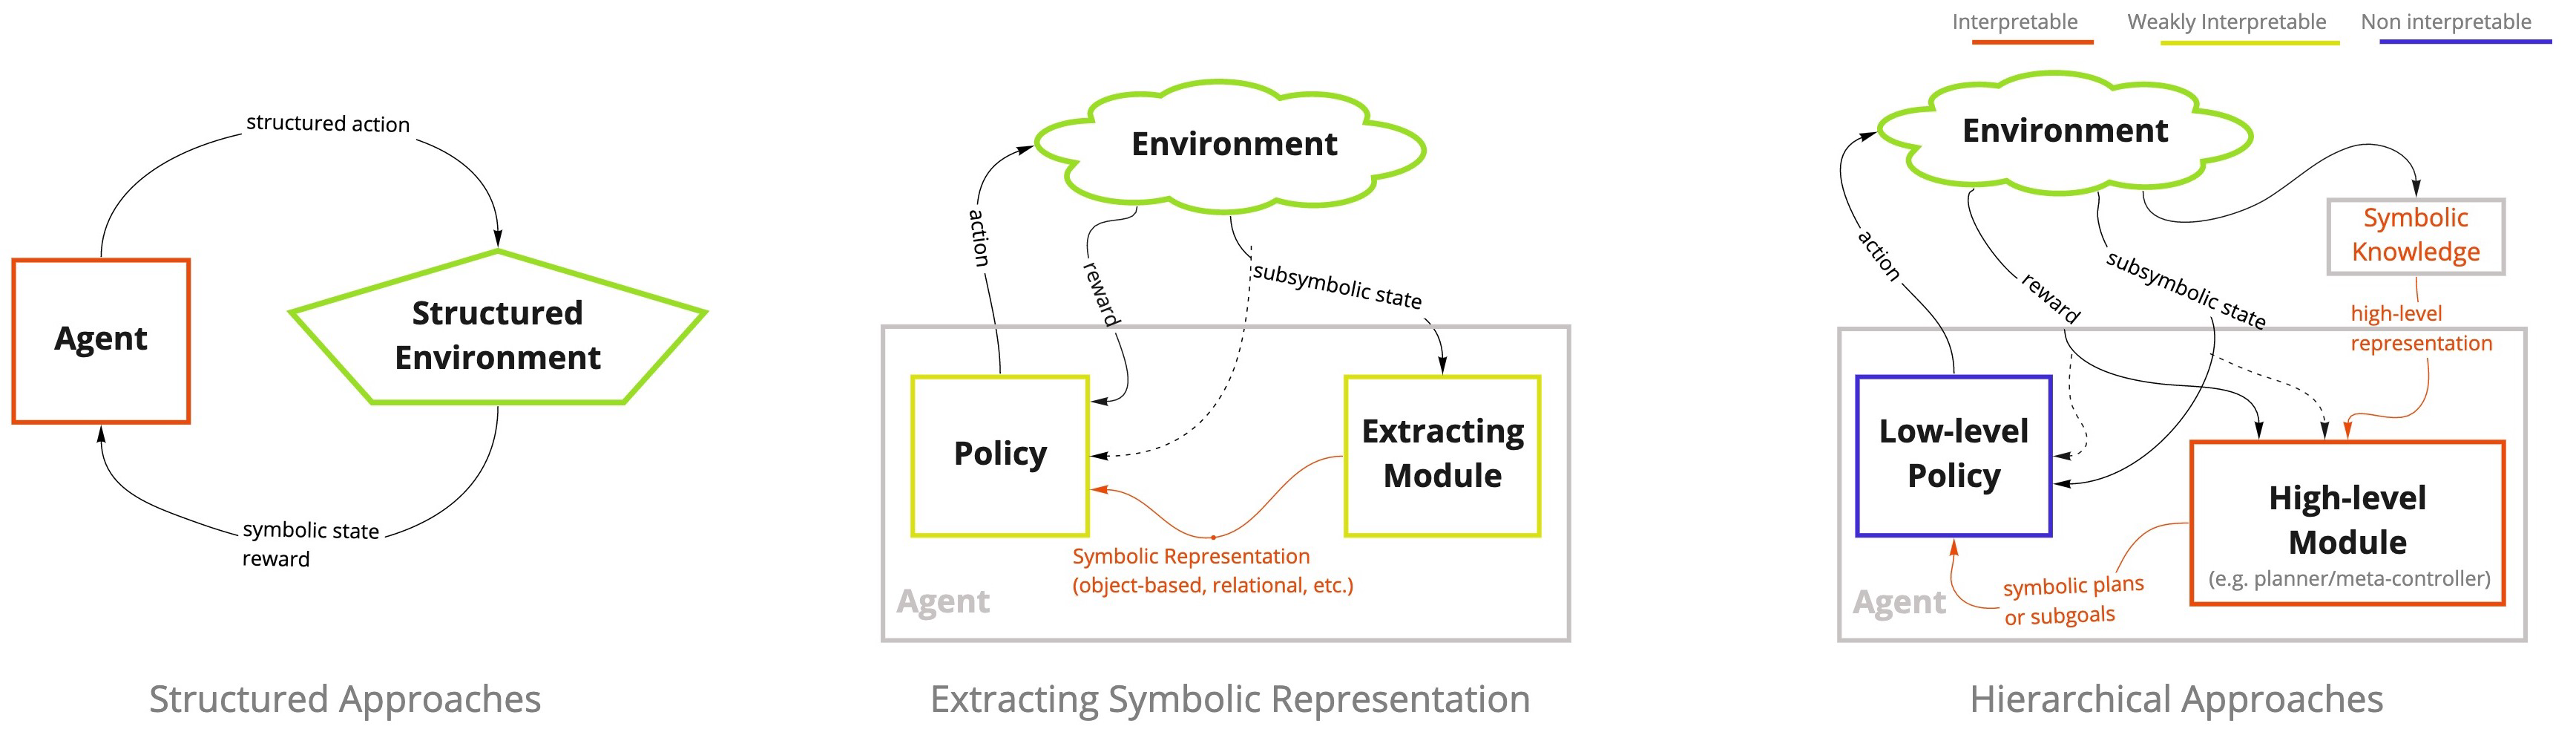 Interpretable
Weakly Interpretable
Non interpretable
structured action
Agent
Structured
Environment
symbolic state
reward
Structured Approaches
Environment
action
reward
subsymbolic state
Policy
Extracting
Module
Symbolic Representation
(object-based, relational, etc.)
Agent
Extracting Symbolic Representation
Environment
action
reward
subsymbolic state
Symbolic
Knowledge
high-level
representation
Low-level
Policy
High-level
Module
(e.g. planner/meta-controller)
symbolic plans
or subgoals
Agent
Hierarchical Approaches